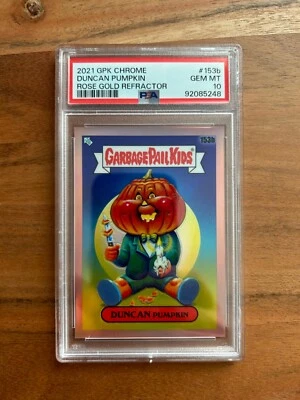 2021 GPK CHROME #153b
DUNCAN PUMPKIN GEM MT
ROSE GOLD REFRACTOR 10
PSA 92085248
153b
GARBAGE PAIL KIDS
DUNCAN PUMPKIN